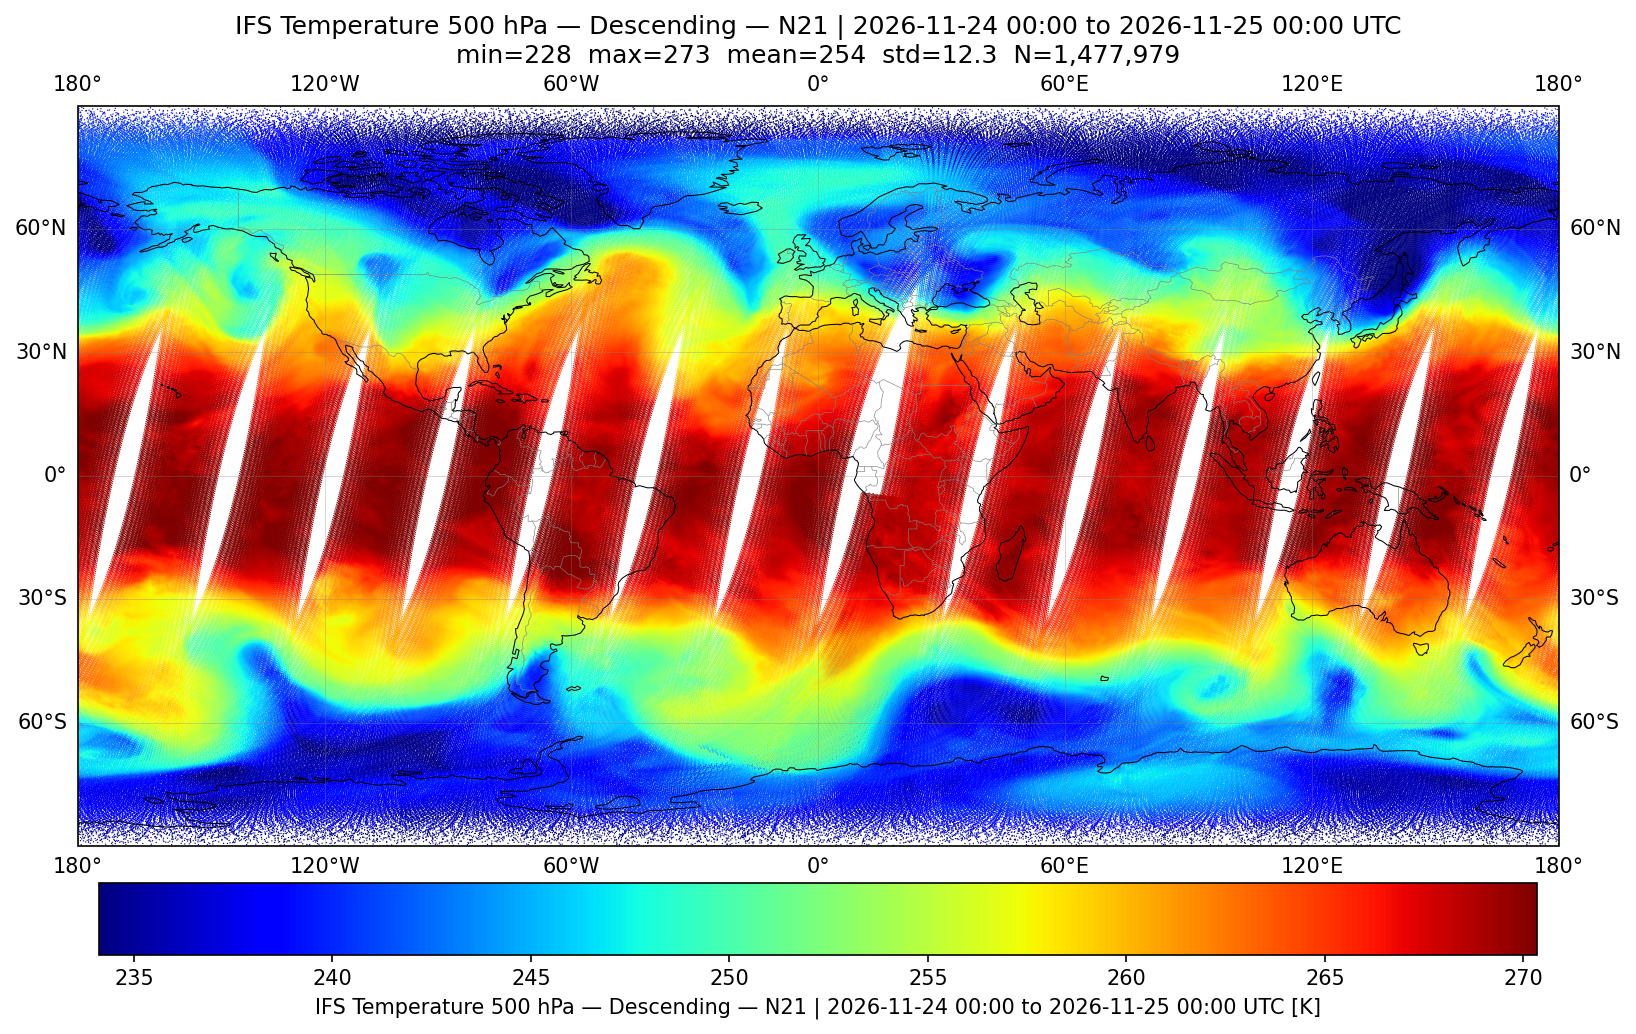 IFS Temperature 500 hPa — Descending — N21 | 2026-11-24 00:00 to 2026-11-25 00:00 UTC
min=228  max=273  mean=254  std=12.3  N=1,477,979
180° 120°W 60°W 0° 60°E 120°E 180°
60°N 60°N
30°N 30°N
0° 0°
30°S 30°S
60°S 60°S
180° 120°W 60°W 0° 60°E 120°E 180°
235 240 245 250 255 260 265 270
IFS Temperature 500 hPa — Descending — N21 | 2026-11-24 00:00 to 2026-11-25 00:00 UTC [K]